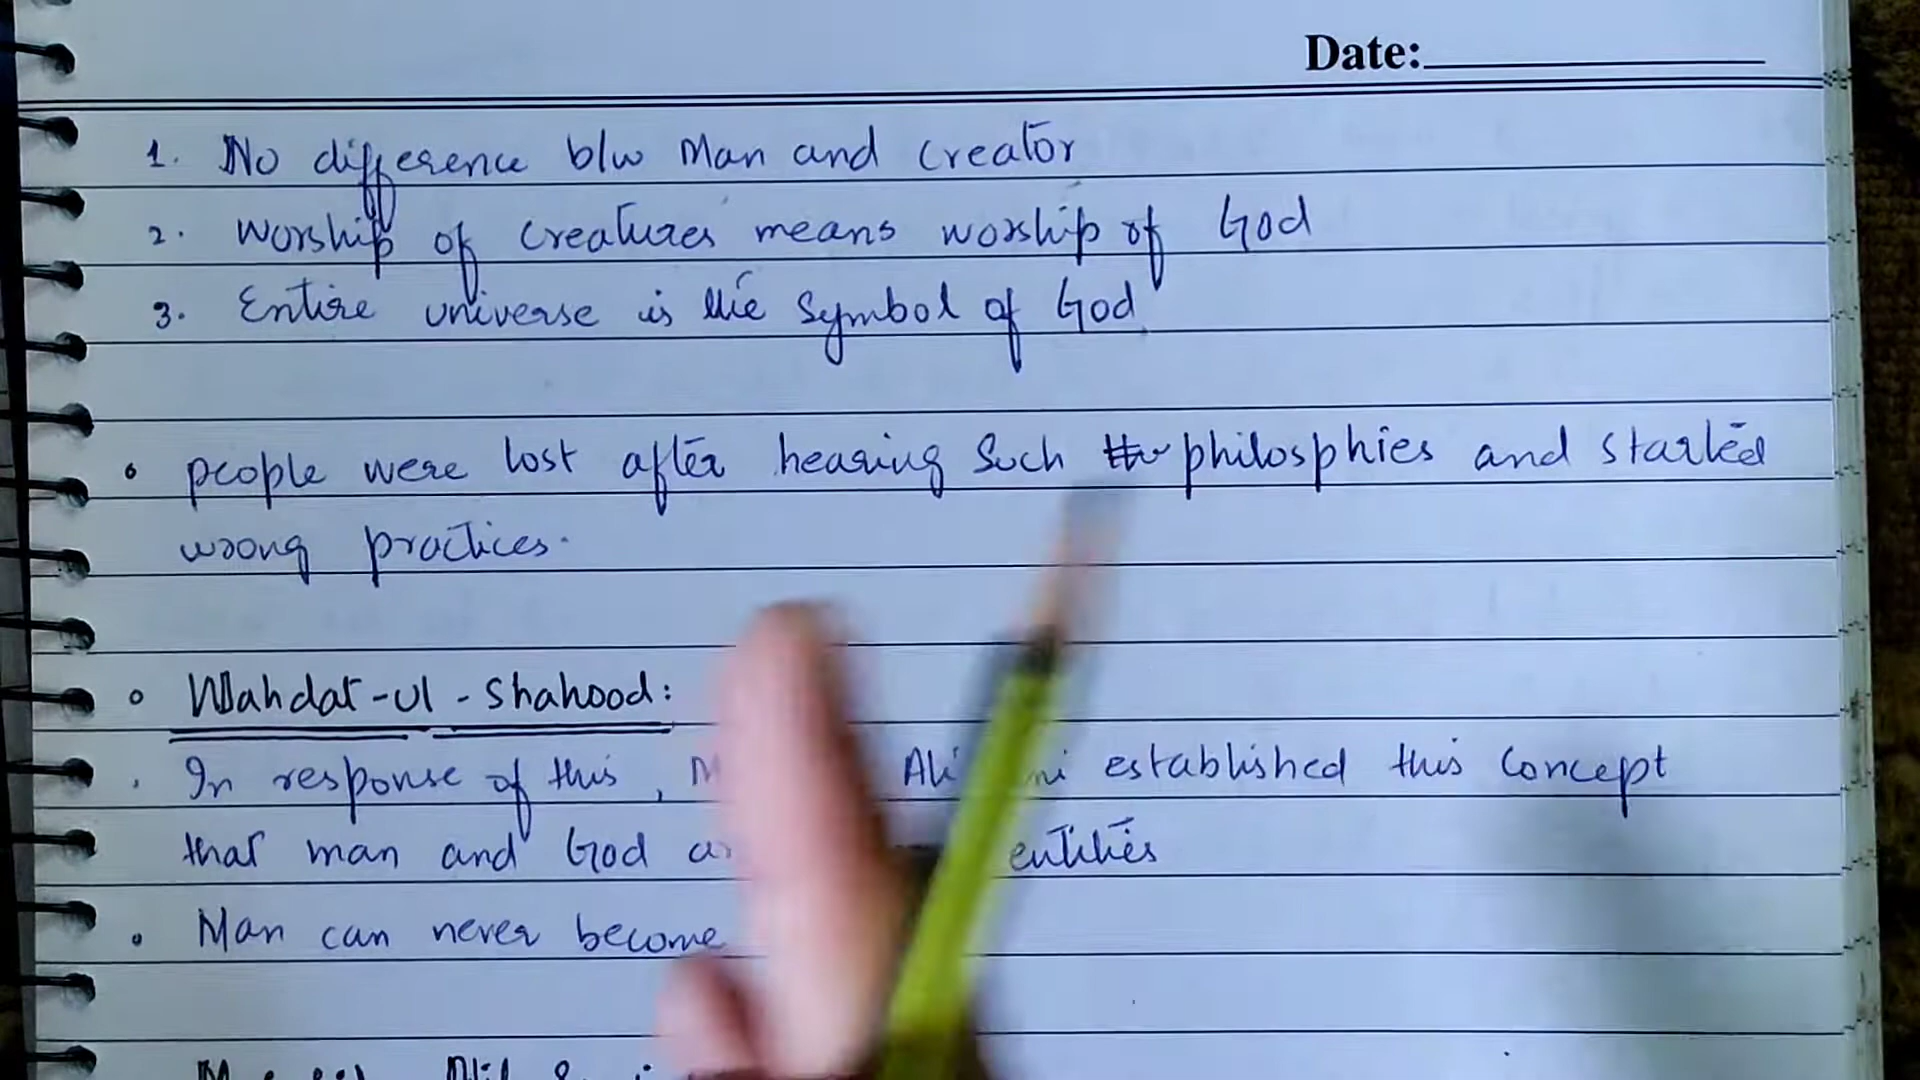 Date:
1. No difference b/w Man and Creator
2. Worship of Creatures means worship of God
3. Entire universe is the Symbol of God
people were lost after hearing Such philosphies and started
wrong practices.
Wahdat-ul-Shahood:
In response of this, established this Concept
that man and God entities
Man can never become